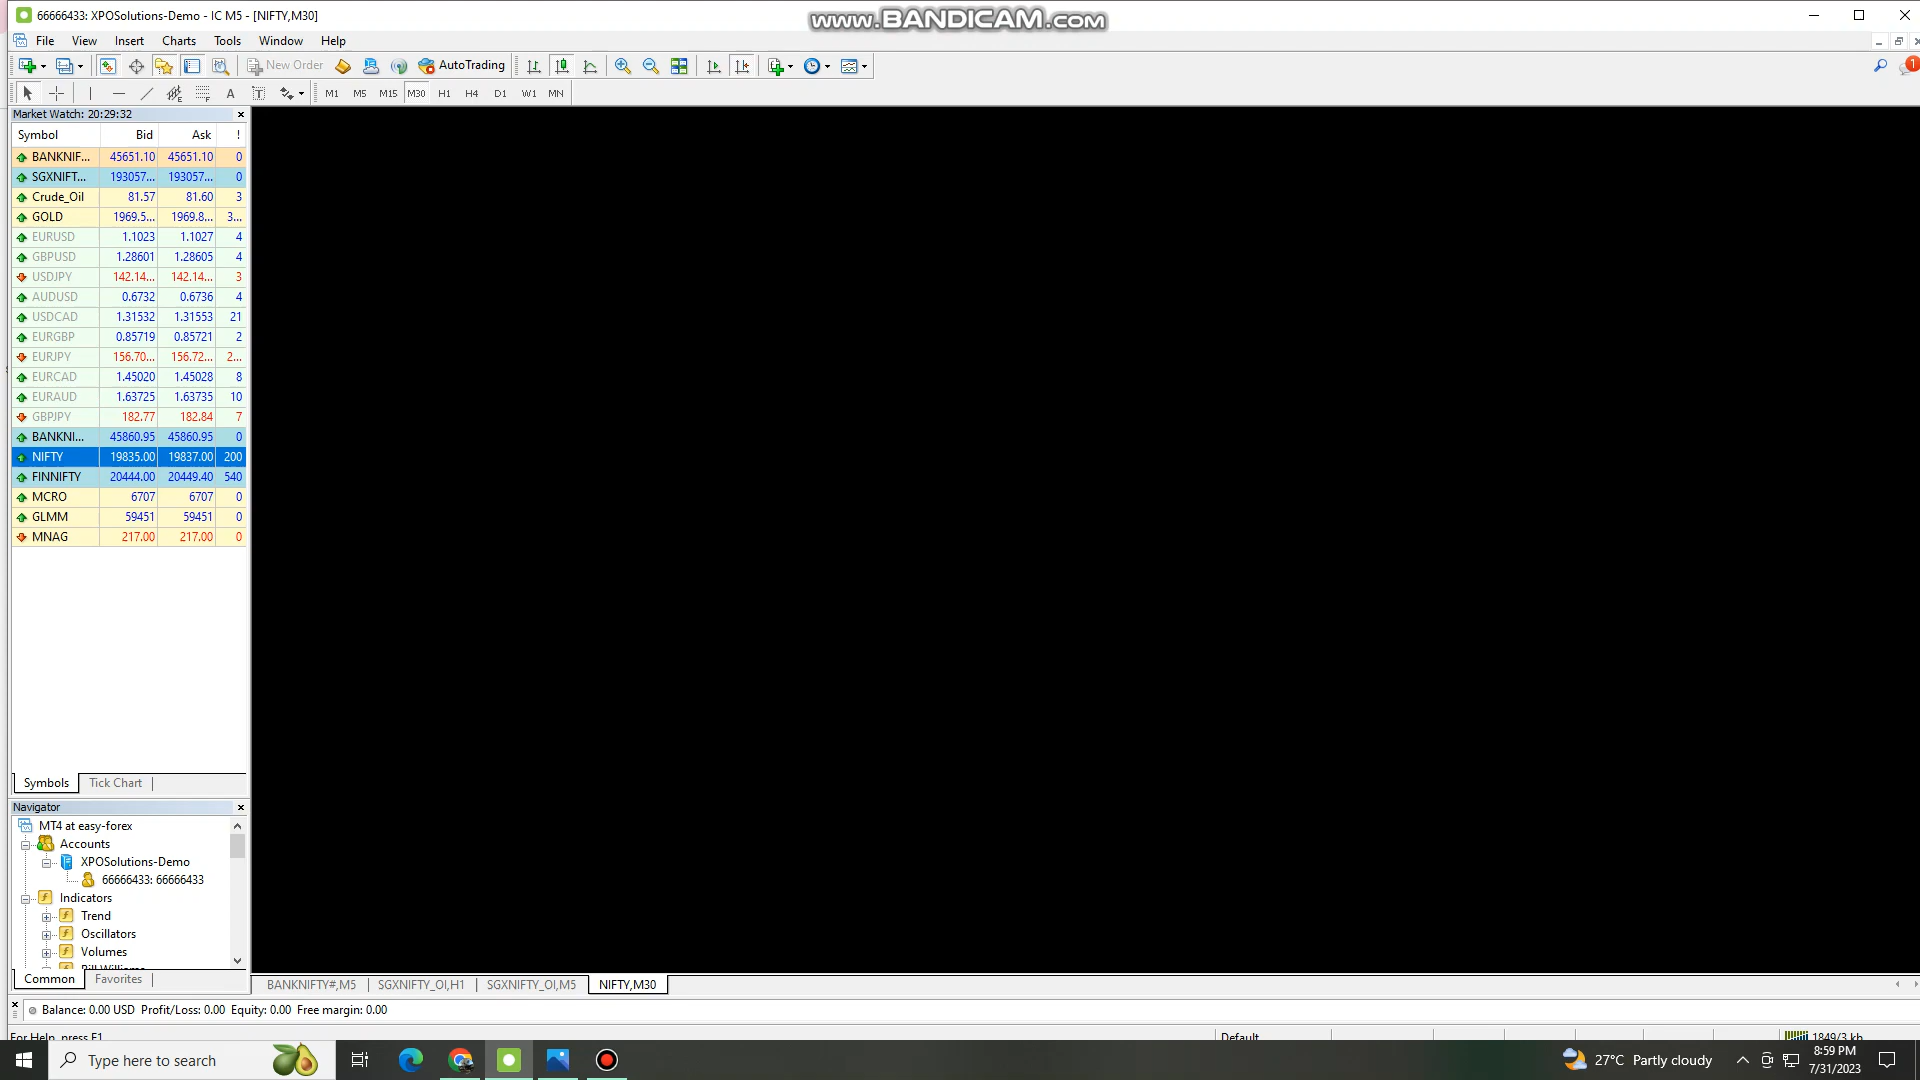 66666433: XPOSolutions-Demo - IC M5 - [NIFTY,M30]
www.BANDICAM.com
File View Insert Charts Tools Window Help
New Order AutoTrading
1
A T M1 M5 M15 M30 H1 H4 D1 W1 MN
Market Watch: 20:29:32
Symbol Bid Ask !
BANKNIF... 45651.10 45651.10 0
SGXNIFT... 193057... 193057... 0
Crude_Oil 81.57 81.60 3
GOLD 1969.5... 1969.8... 3...
EURUSD 1.1023 1.1027 4
GBPUSD 1.28601 1.28605 4
USDJPY 142.14... 142.14... 3
AUDUSD 0.6732 0.6736 4
USDCAD 1.31532 1.31553 21
EURGBP 0.85719 0.85721 2
EURJPY 156.70... 156.72... 2...
EURCAD 1.45020 1.45028 8
EURAUD 1.63725 1.63735 10
GBPJPY 182.77 182.84 7
BANKNI... 45860.95 45860.95 0
NIFTY 19835.00 19837.00 200
FINNIFTY 20444.00 20449.40 540
MCRO 6707 6707 0
GLMM 59451 59451 0
MNAG 217.00 217.00 0
Symbols Tick Chart
Navigator
MT4 at easy-forex
Accounts
XPOSolutions-Demo
66666433: 66666433
Indicators
Trend
Oscillators
Volumes
Bill Williams
Common Favorites
BANKNIFTY#,M5 SGXNIFTY_OI,H1 SGXNIFTY_OI,M5 NIFTY,M30
Balance: 0.00 USD Profit/Loss: 0.00 Equity: 0.00 Free margin: 0.00
For Help, press F1 Default 1849/3 kb
Type here to search
27°C Partly cloudy
8:59 PM
7/31/2023